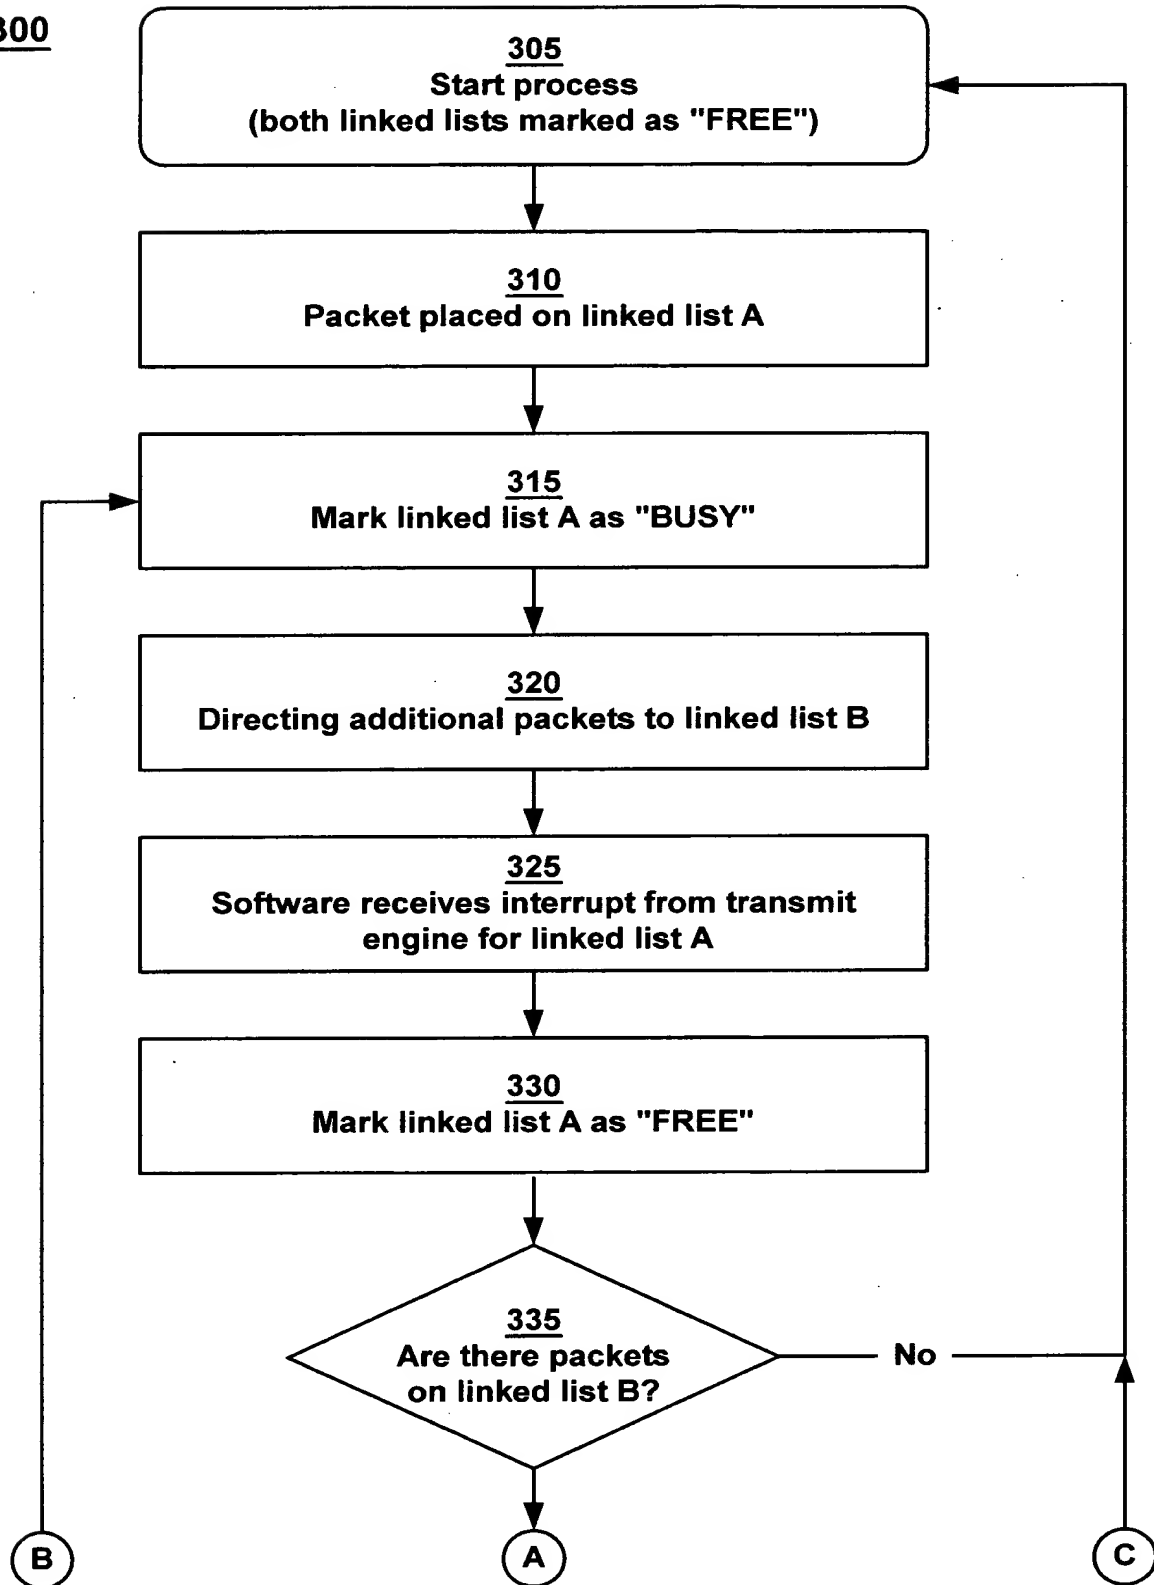 300
305
Start process
(both linked lists marked as "FREE")
310
Packet placed on linked list A
315
Mark linked list A as "BUSY"
320
Directing additional packets to linked list B
325
Software receives interrupt from transmit
engine for linked list A
330
Mark linked list A as "FREE"
335
Are there packets
on linked list B?
No
B
A
C